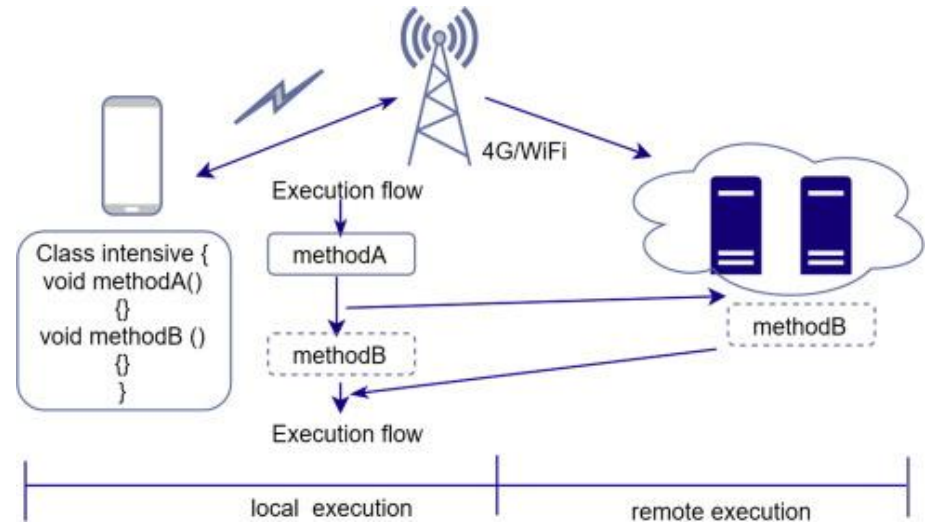 4G/WiFi
Execution flow
Class intensive {
void methodA()
{}
void methodB ()
{}
}
methodA
methodB
methodB
Execution flow
local execution
remote execution